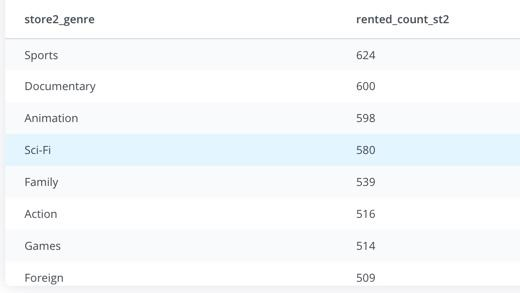 store2_genre rented_count_st2
Sports 624
Documentary 600
Animation 598
Sci-Fi 580
Family 539
Action 516
Games 514
Foreign 509